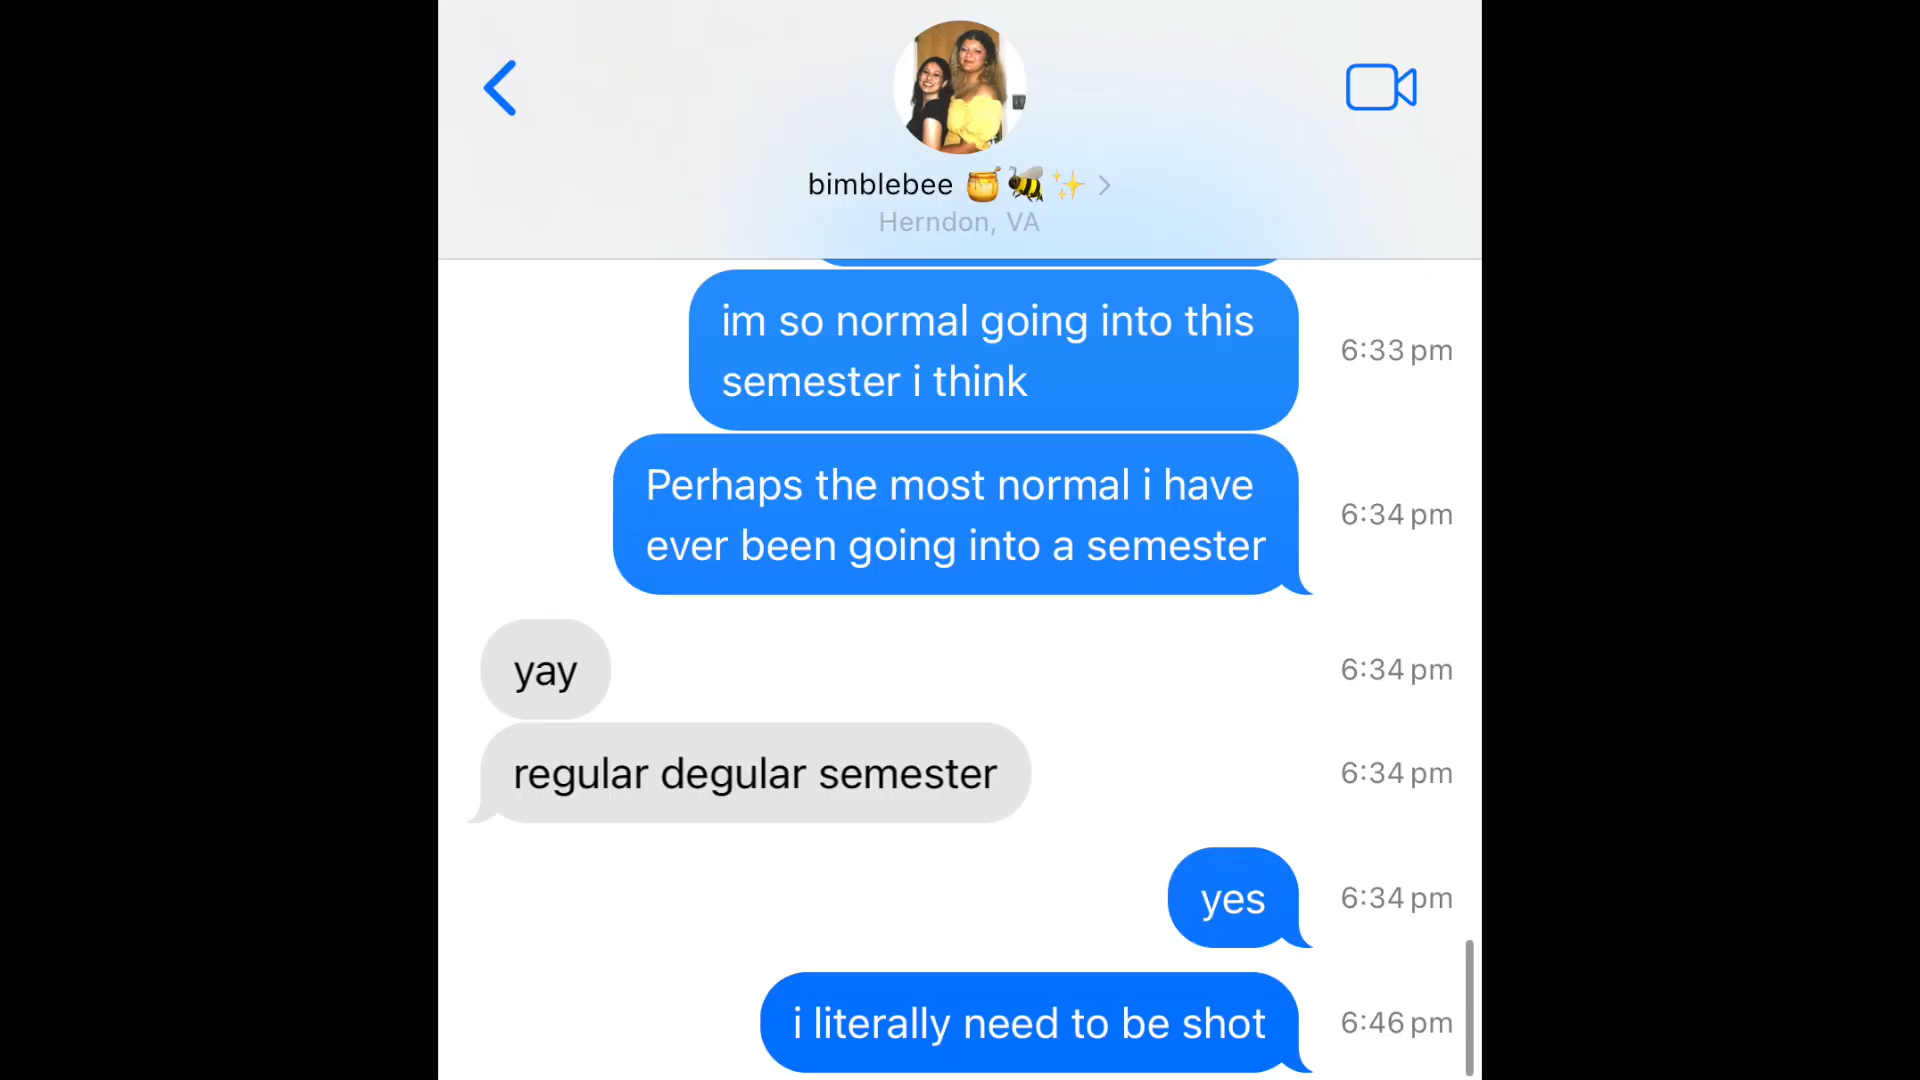 bimblebee 🍯🐝✨
Herndon, VA
im so normal going into this
semester i think
6:33 pm
Perhaps the most normal i have
ever been going into a semester
6:34 pm
yay
6:34 pm
regular degular semester
6:34 pm
yes
6:34 pm
i literally need to be shot
6:46 pm